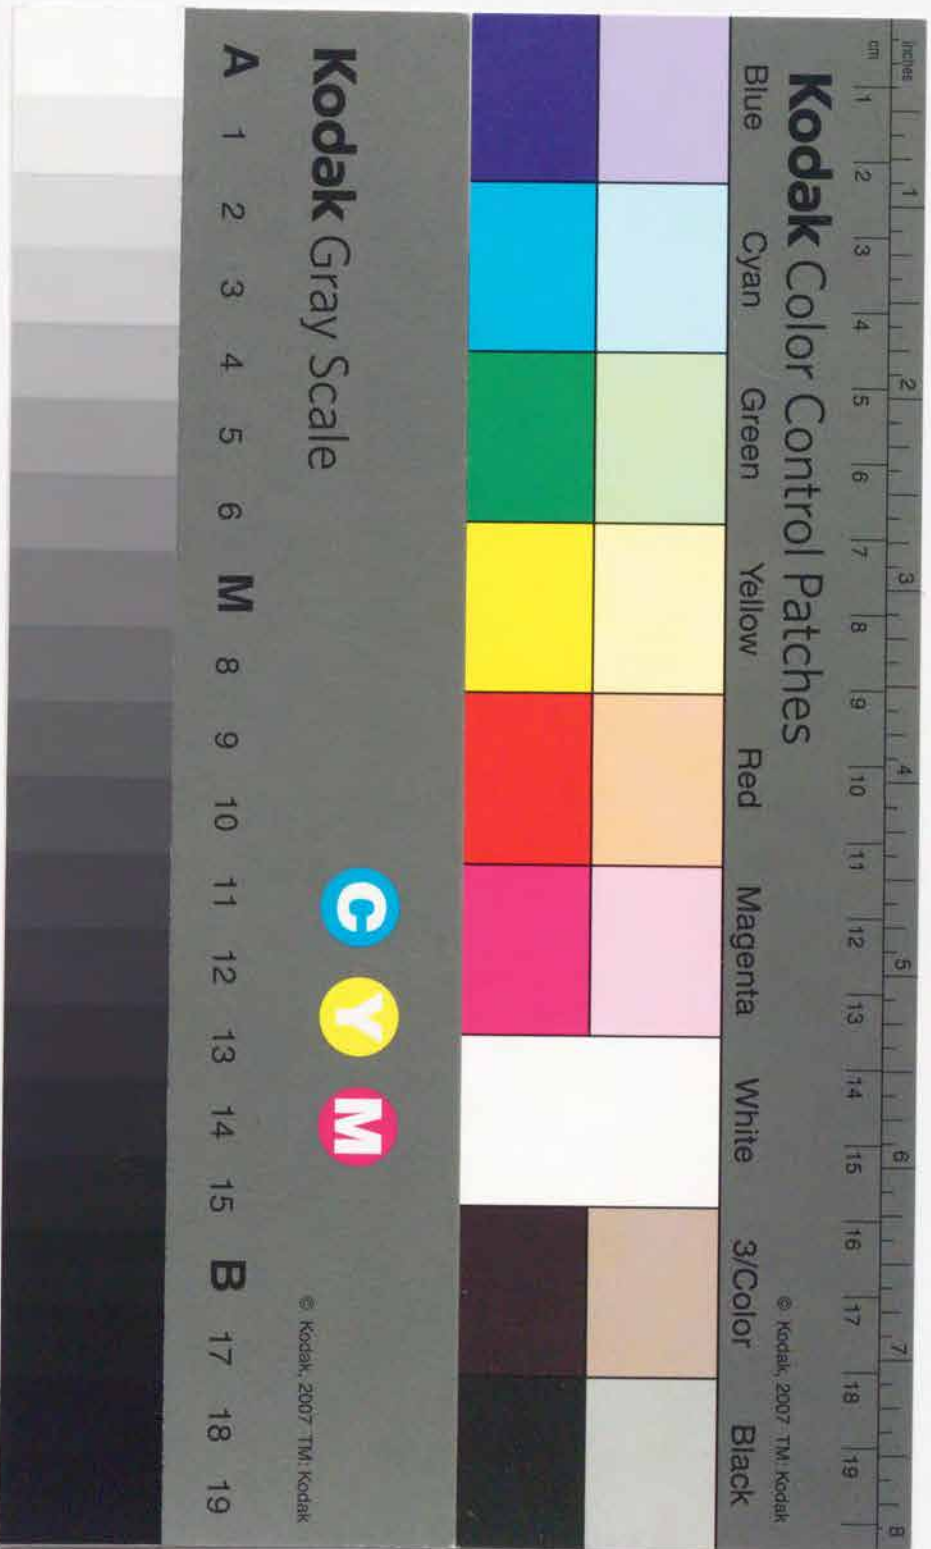 inches 1 2 3 4 5 6 7 8
cm 1 2 3 4 5 6 7 8 9 10 11 12 13 14 15 16 17 18 19
Kodak Color Control Patches
© Kodak, 2007 TM: Kodak
Blue Cyan Green Yellow Red Magenta White 3/Color Black
Kodak Gray Scale
C Y M
© Kodak, 2007 TM: Kodak
A 1 2 3 4 5 6 M 8 9 10 11 12 13 14 15 B 17 18 19